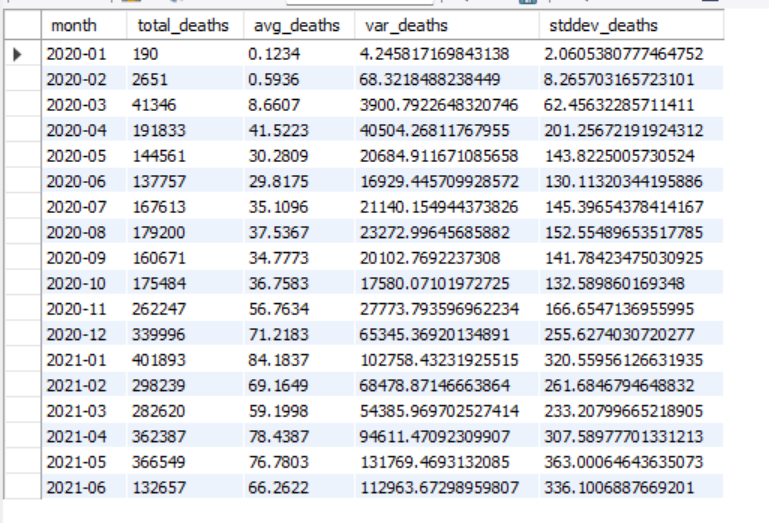 month total_deaths avg_deaths var_deaths stddev_deaths
2020-01 190 0.1234 4.245817169843138 2.0605380777464752
2020-02 2651 0.5936 68.3218488238449 8.265703165723101
2020-03 41346 8.6607 3900.7922648320746 62.45632285711411
2020-04 191833 41.5223 40504.26811767955 201.25672191924312
2020-05 144561 30.2809 20684.911671085658 143.8225005730524
2020-06 137757 29.8175 16929.445709928572 130.11320344195886
2020-07 167613 35.1096 21140.154944373826 145.39654378414167
2020-08 179200 37.5367 23272.99645685882 152.55489653517785
2020-09 160671 34.7773 20102.7692237308 141.78423475030925
2020-10 175484 36.7583 17580.07101972725 132.589860169348
2020-11 262247 56.7634 27773.793596962234 166.6547136955995
2020-12 339996 71.2183 65345.36920134891 255.6274030720277
2021-01 401893 84.1837 102758.43231925515 320.55956126631935
2021-02 298239 69.1649 68478.87146663864 261.6846794648832
2021-03 282620 59.1998 54385.969702527414 233.20799665218905
2021-04 362387 78.4387 94611.47092309907 307.58977701331213
2021-05 366549 76.7803 131769.4693132085 363.00064643635073
2021-06 132657 66.2622 112963.67298959807 336.1006887669201